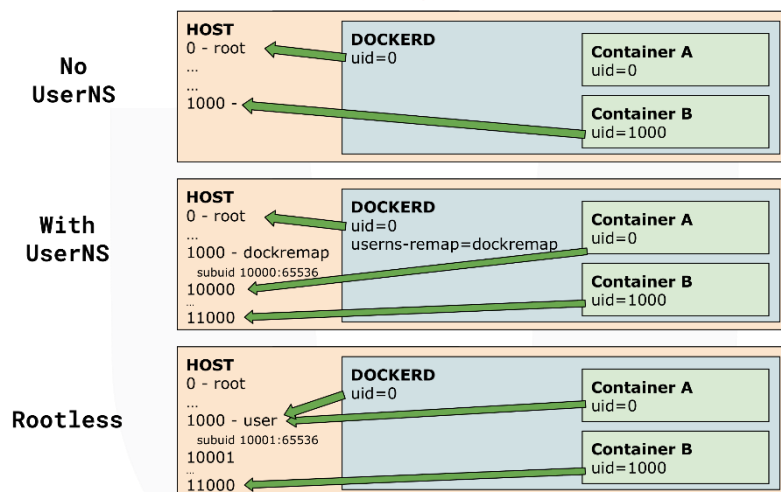 No
UserNS
HOST
0 - root
...
...
1000 -
DOCKERD
uid=0
Container A
uid=0
Container B
uid=1000
With
UserNS
HOST
0 - root
...
1000 - dockremap
subuid 10000:65536
10000
...
11000
DOCKERD
uid=0
userns-remap=dockremap
Container A
uid=0
Container B
uid=1000
Rootless
HOST
0 - root
...
1000 - user
subuid 10001:65536
10001
...
11000
DOCKERD
uid=0
Container A
uid=0
Container B
uid=1000